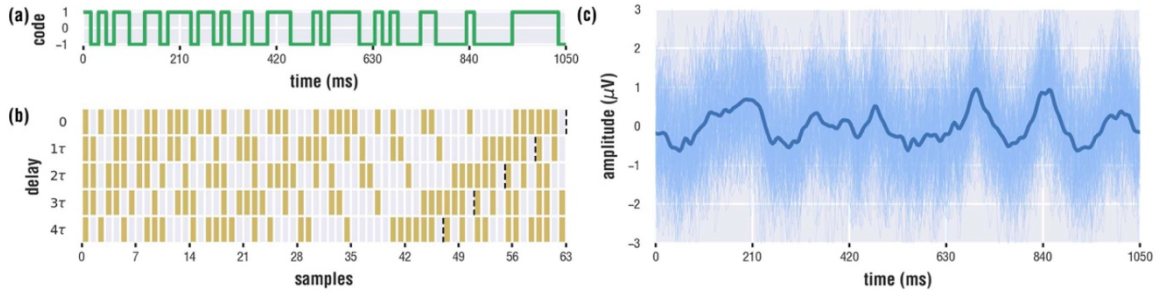 (a)
code
1
0
−1
0 210 420 630 840 1050
time (ms)
(b)
delay
0
1τ
2τ
3τ
4τ
0 7 14 21 28 35 42 49 56 63
samples
(c)
amplitude (μV)
3
2
1
0
−1
−2
−3
0 210 420 630 840 1050
time (ms)